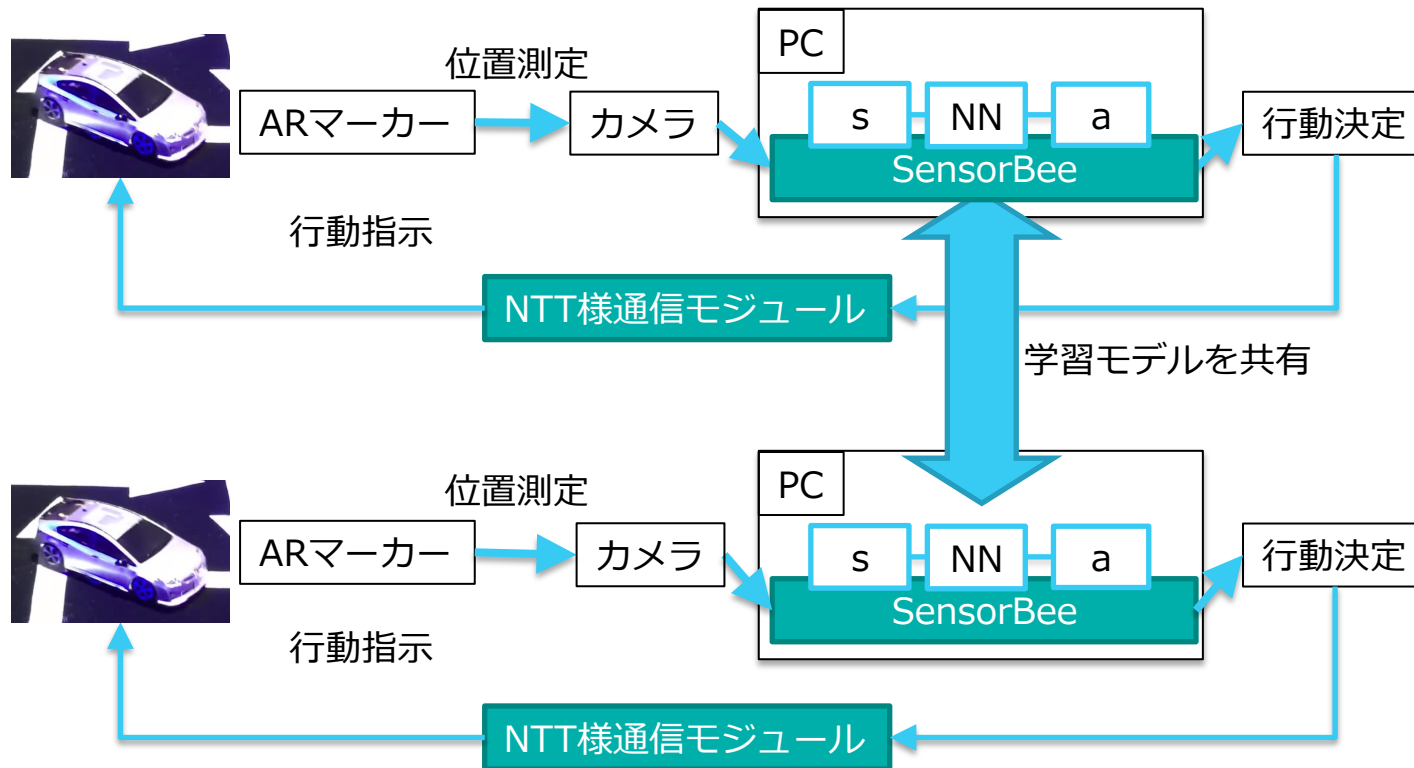 PC
位置測定
ARマーカー
カメラ
s
NN
a
行動決定
SensorBee
行動指示
NTT様通信モジュール
学習モデルを共有
PC
位置測定
ARマーカー
カメラ
s
NN
a
行動決定
SensorBee
行動指示
NTT様通信モジュール